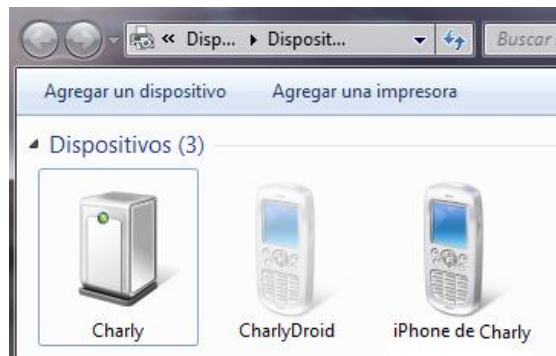 « Disp... ▸ Disposit... Buscar
Agregar un dispositivo Agregar una impresora
Dispositivos (3)
Charly CharlyDroid iPhone de Charly